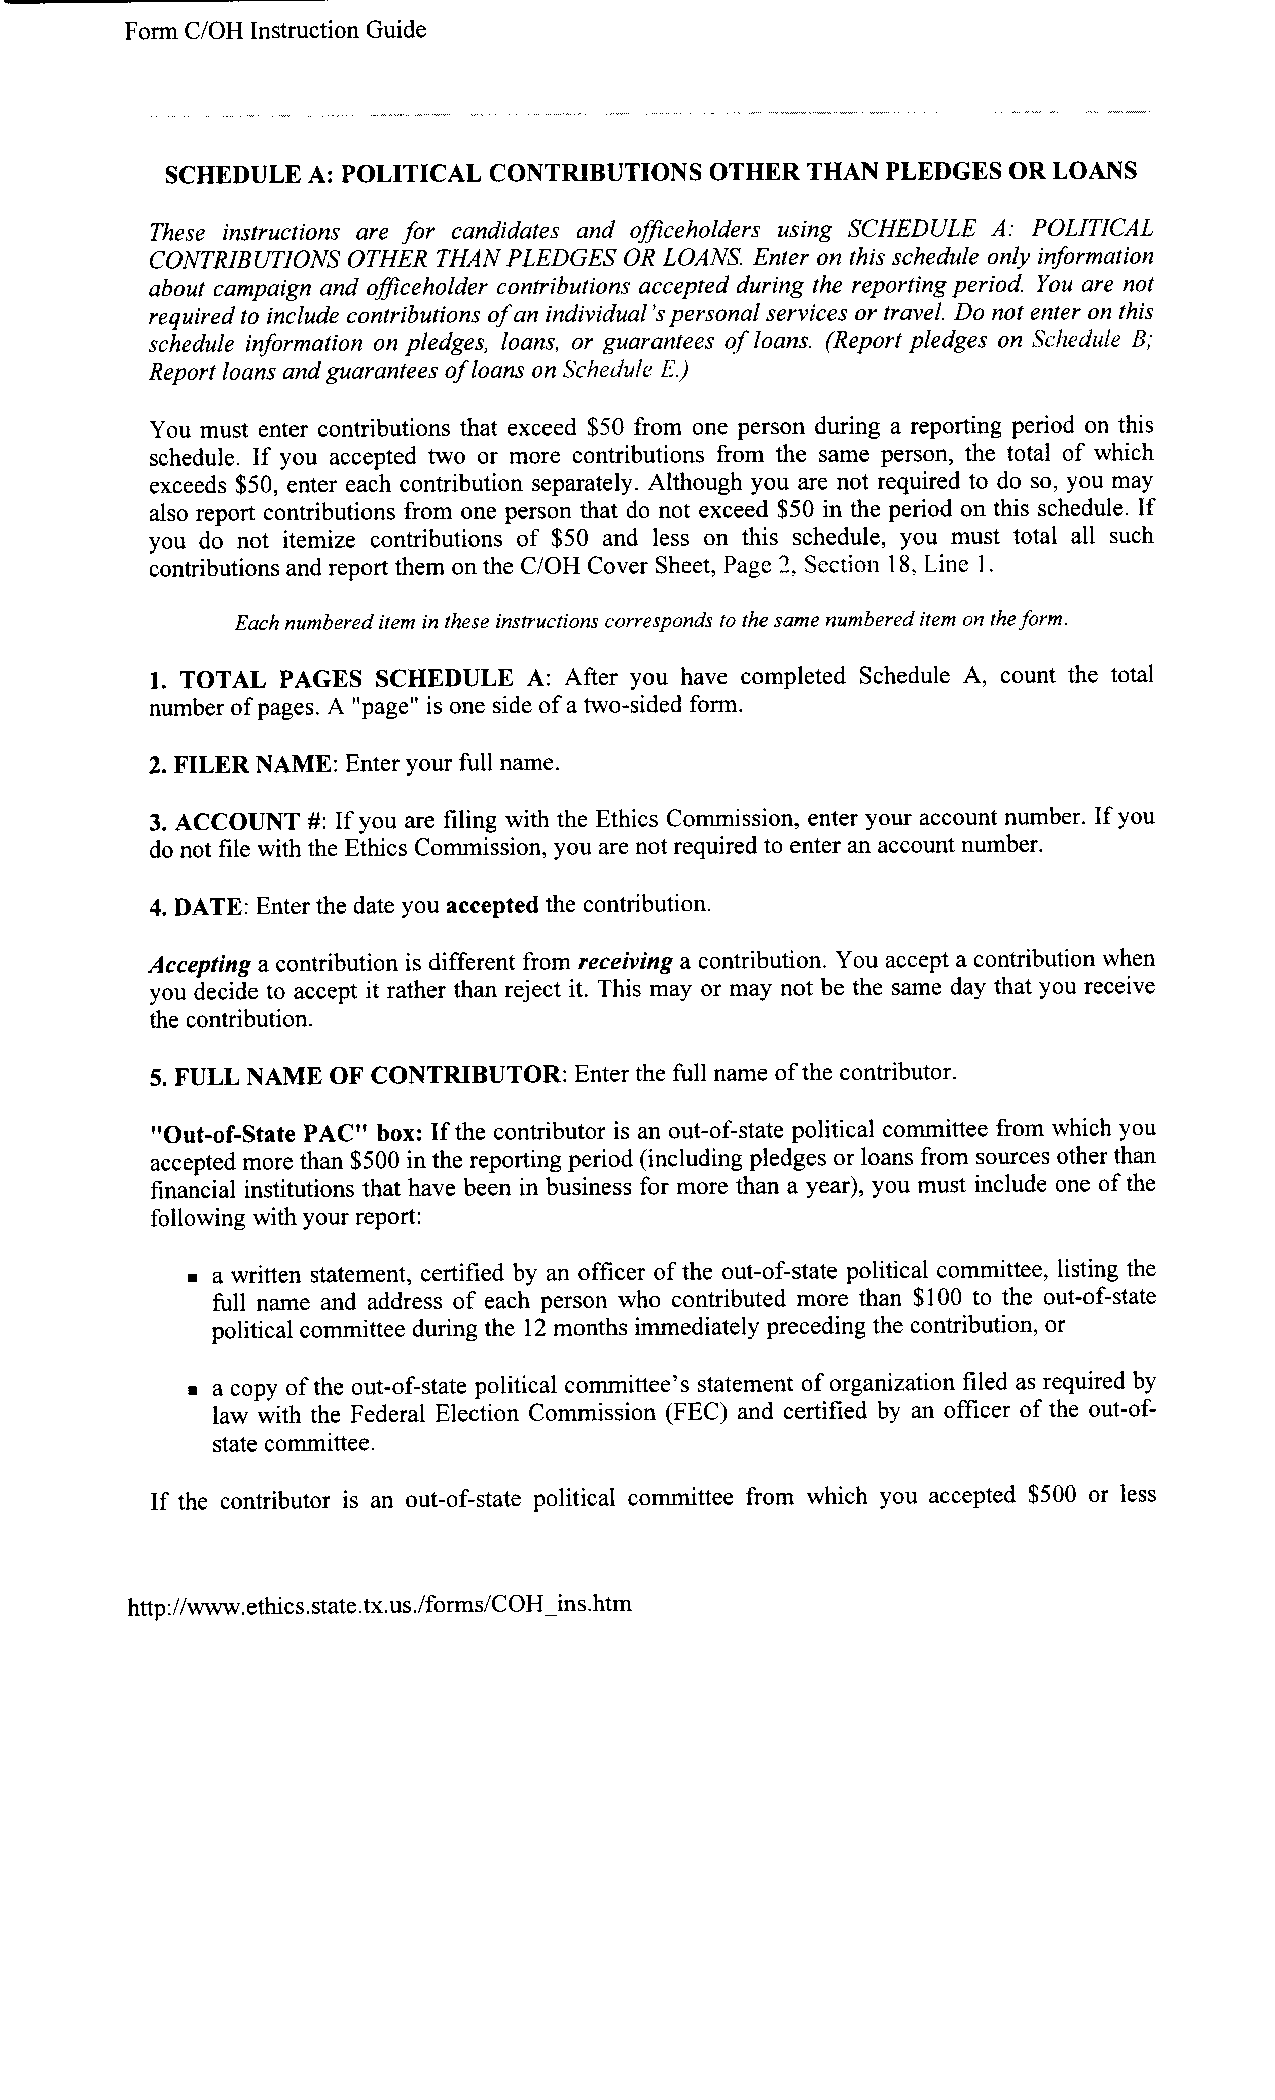 Form C/OH Instruction Guide
SCHEDULE A: POLITICAL CONTRIBUTIONS OTHER THAN PLEDGES OR LOANS
These instructions are for candidates and officeholders using SCHEDULE A: POLITICAL
CONTRIBUTIONS OTHER THAN PLEDGES OR LOANS. Enter on this schedule only information
about campaign and officeholder contributions accepted during the reporting period. You are not
required to include contributions of an individual's personal services or travel. Do not enter on this
schedule information on pledges, loans, or guarantees of loans. (Report pledges on Schedule B;
Report loans and guarantees of loans on Schedule E.)
You must enter contributions that exceed $50 from one person during a reporting period on this
schedule. If you accepted two or more contributions from the same person, the total of which
exceeds $50, enter each contribution separately. Although you are not required to do so, you may
also report contributions from one person that do not exceed $50 in the period on this schedule. If
you do not itemize contributions of $50 and less on this schedule, you must total all such
contributions and report them on the C/OH Cover Sheet, Page 2, Section 18, Line 1.
Each numbered item in these instructions corresponds to the same numbered item on the form.
1. TOTAL PAGES SCHEDULE A: After you have completed Schedule A, count the total
number of pages. A "page" is one side of a two-sided form.
2. FILER NAME: Enter your full name.
3. ACCOUNT #: If you are filing with the Ethics Commission, enter your account number. If you
do not file with the Ethics Commission, you are not required to enter an account number.
4. DATE: Enter the date you accepted the contribution.
Accepting a contribution is different from receiving a contribution. You accept a contribution when
you decide to accept it rather than reject it. This may or may not be the same day that you receive
the contribution.
5. FULL NAME OF CONTRIBUTOR: Enter the full name of the contributor.
"Out-of-State PAC" box: If the contributor is an out-of-state political committee from which you
accepted more than $500 in the reporting period (including pledges or loans from sources other than
financial institutions that have been in business for more than a year), you must include one of the
following with your report:
▪ a written statement, certified by an officer of the out-of-state political committee, listing the
full name and address of each person who contributed more than $100 to the out-of-state
political committee during the 12 months immediately preceding the contribution, or
▪ a copy of the out-of-state political committee's statement of organization filed as required by
law with the Federal Election Commission (FEC) and certified by an officer of the out-of-
state committee.
If the contributor is an out-of-state political committee from which you accepted $500 or less
http://www.ethics.state.tx.us./forms/COH_ins.htm